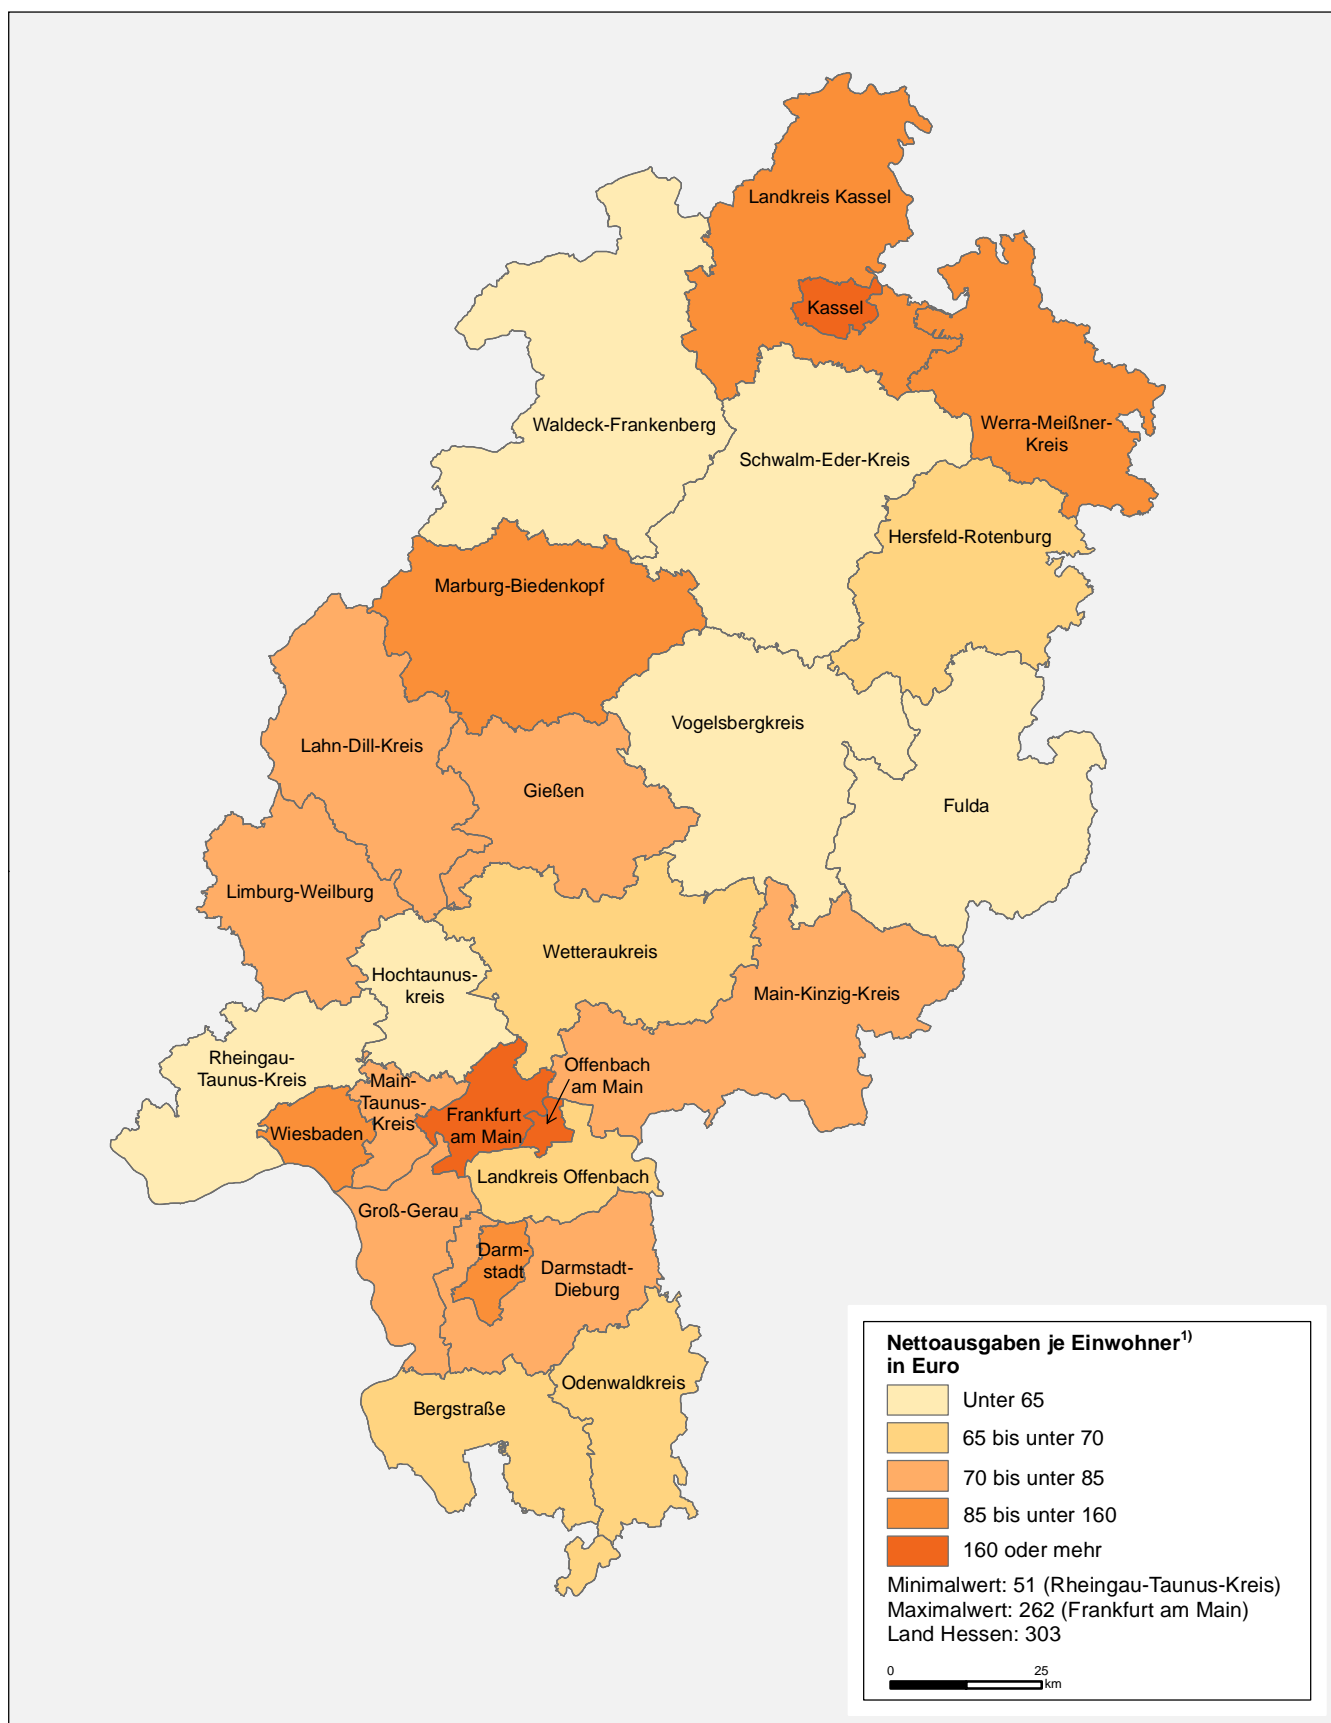 Landkreis Kassel
Kassel
Werra-Meißner-
Kreis
Waldeck-Frankenberg
Schwalm-Eder-Kreis
Hersfeld-Rotenburg
Marburg-Biedenkopf
Vogelsbergkreis
Lahn-Dill-Kreis
Gießen
Fulda
Limburg-Weilburg
Wetteraukreis
Hochtaunus-
kreis
Main-Kinzig-Kreis
Rheingau-
Taunus-Kreis
Main-
Taunus-
Kreis
Offenbach
am Main
Frankfurt
am Main
Wiesbaden
Landkreis Offenbach
Groß-Gerau
Darm-
stadt
Darmstadt-
Dieburg
Odenwaldkreis
Bergstraße
Nettoausgaben je Einwohner1)
in Euro
Unter 65
65 bis unter 70
70 bis unter 85
85 bis unter 160
160 oder mehr
Minimalwert: 51 (Rheingau-Taunus-Kreis)
Maximalwert: 262 (Frankfurt am Main)
Land Hessen: 303
0 25
km